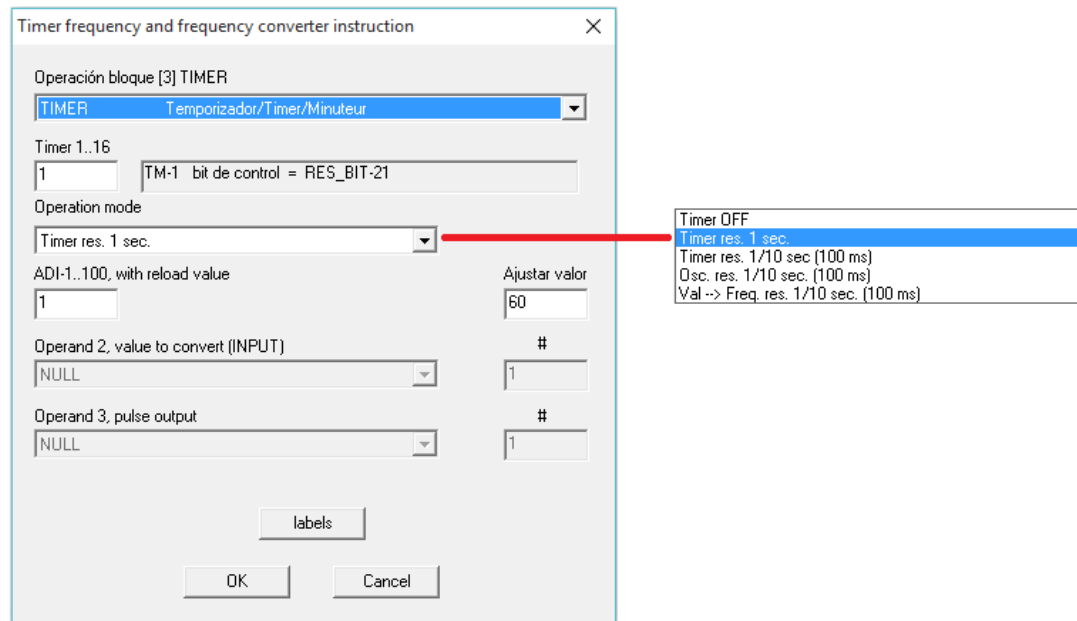 Timer frequency and frequency converter instruction
Operación bloque [3] TIMER
TIMER Temporizador/Timer/Minuteur
Timer 1..16
1 TM-1 bit de control = RES_BIT-21
Operation mode
Timer res. 1 sec.
ADI-1..100, with reload value Ajustar valor
1 60
Operand 2, value to convert (INPUT) #
NULL 1
Operand 3, pulse output #
NULL 1
labels
OK Cancel
Timer OFF
Timer res. 1 sec.
Timer res. 1/10 sec (100 ms)
Osc. res. 1/10 sec. (100 ms)
Val --> Freq. res. 1/10 sec. (100 ms)